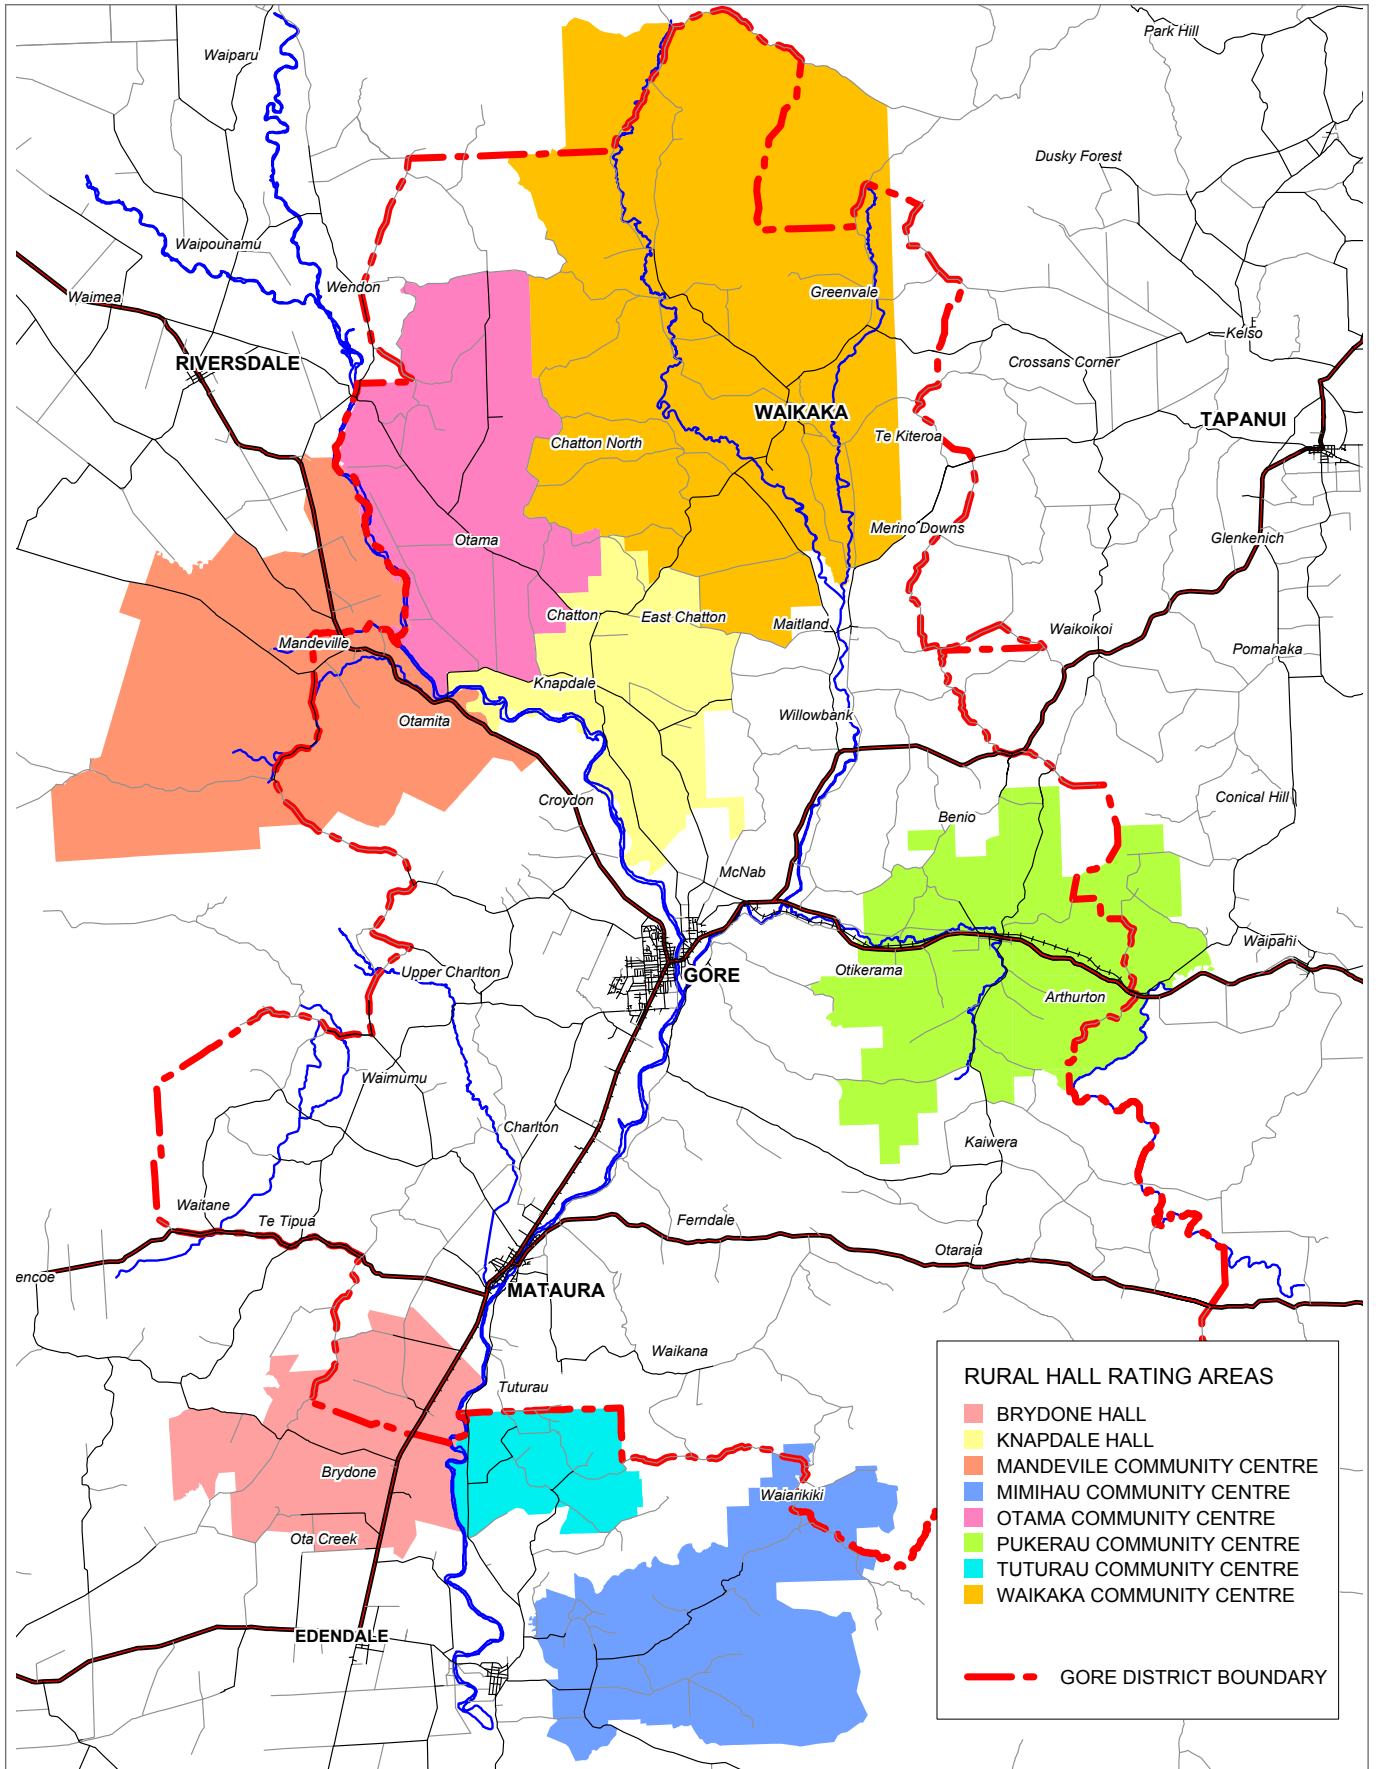 Park Hill
Waiparu
Dusky Forest
Waipounamu
Wendon
Waimea
Greenvale
Kelso
RIVERSDALE
Crossans Corner
WAIKAKA
TAPANUI
Te Kiteroa
Chatton North
Merino Downs
Otama
Glenkenich
Chatton
East Chatton
Maitland
Waikoikoi
Mandeville
Pomahaka
Knapdale
Otamita
Willowbank
Croydon
Conical Hill
Benio
McNab
Waipahi
Otikerama
Upper Charlton
GORE
Arthurton
Waimumu
Charlton
Kaiwera
Waitane
Te Tipua
Ferndale
Otaraia
encoe
MATAURA
Waikana
Tuturau
Brydone
Waiarikiki
Ota Creek
EDENDALE
RURAL HALL RATING AREAS
BRYDONE HALL
KNAPDALE HALL
MANDEVILE COMMUNITY CENTRE
MIMIHAU COMMUNITY CENTRE
OTAMA COMMUNITY CENTRE
PUKERAU COMMUNITY CENTRE
TUTURAU COMMUNITY CENTRE
WAIKAKA COMMUNITY CENTRE
GORE DISTRICT BOUNDARY